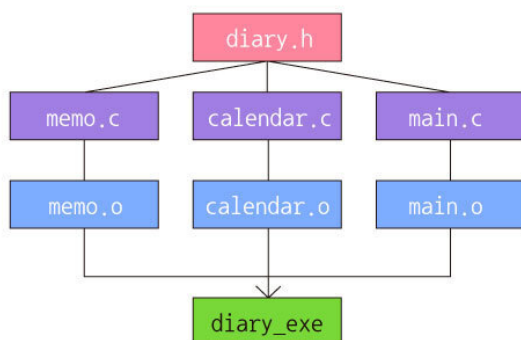 diary.h
memo.c
calendar.c
main.c
memo.o
calendar.o
main.o
diary_exe